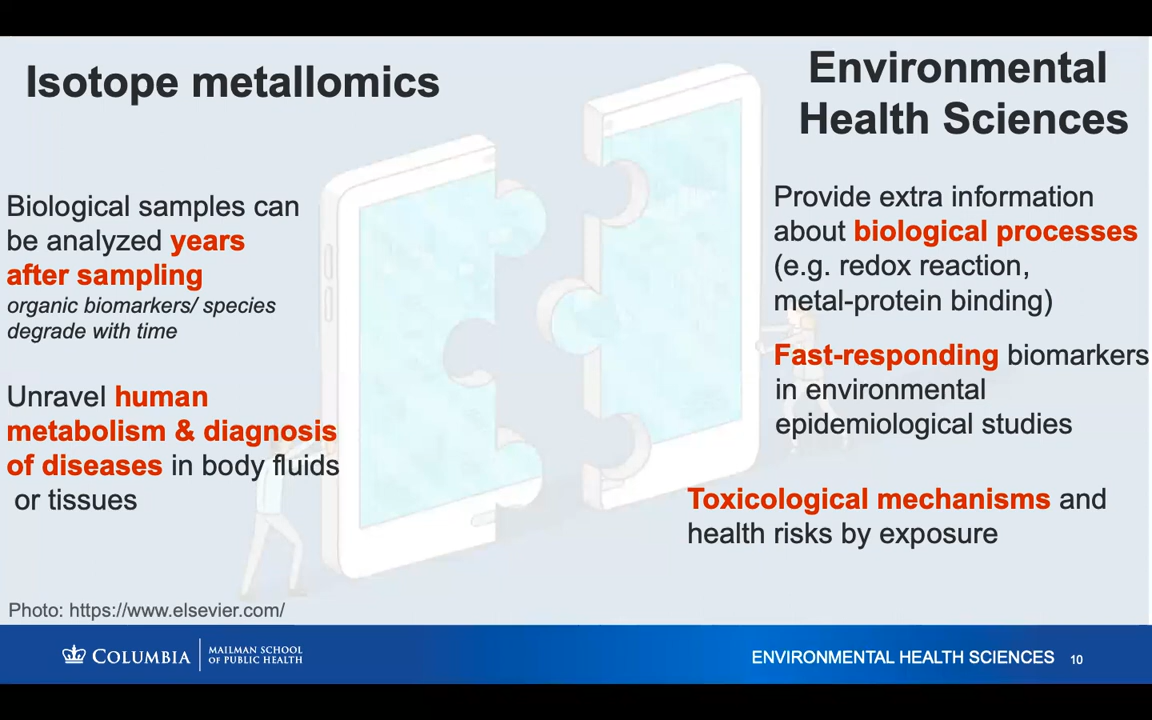 Isotope metallomics
Biological samples can
be analyzed years
after sampling
organic biomarkers/ species
degrade with time
Unravel human
metabolism & diagnosis
of diseases in body fluids
or tissues
Environmental
Health Sciences
Provide extra information
about biological processes
(e.g. redox reaction,
metal-protein binding)
Fast-responding biomarkers
in environmental
epidemiological studies
Toxicological mechanisms and
health risks by exposure
Photo: https://www.elsevier.com/
COLUMBIA
MAILMAN SCHOOL
OF PUBLIC HEALTH
ENVIRONMENTAL HEALTH SCIENCES 10